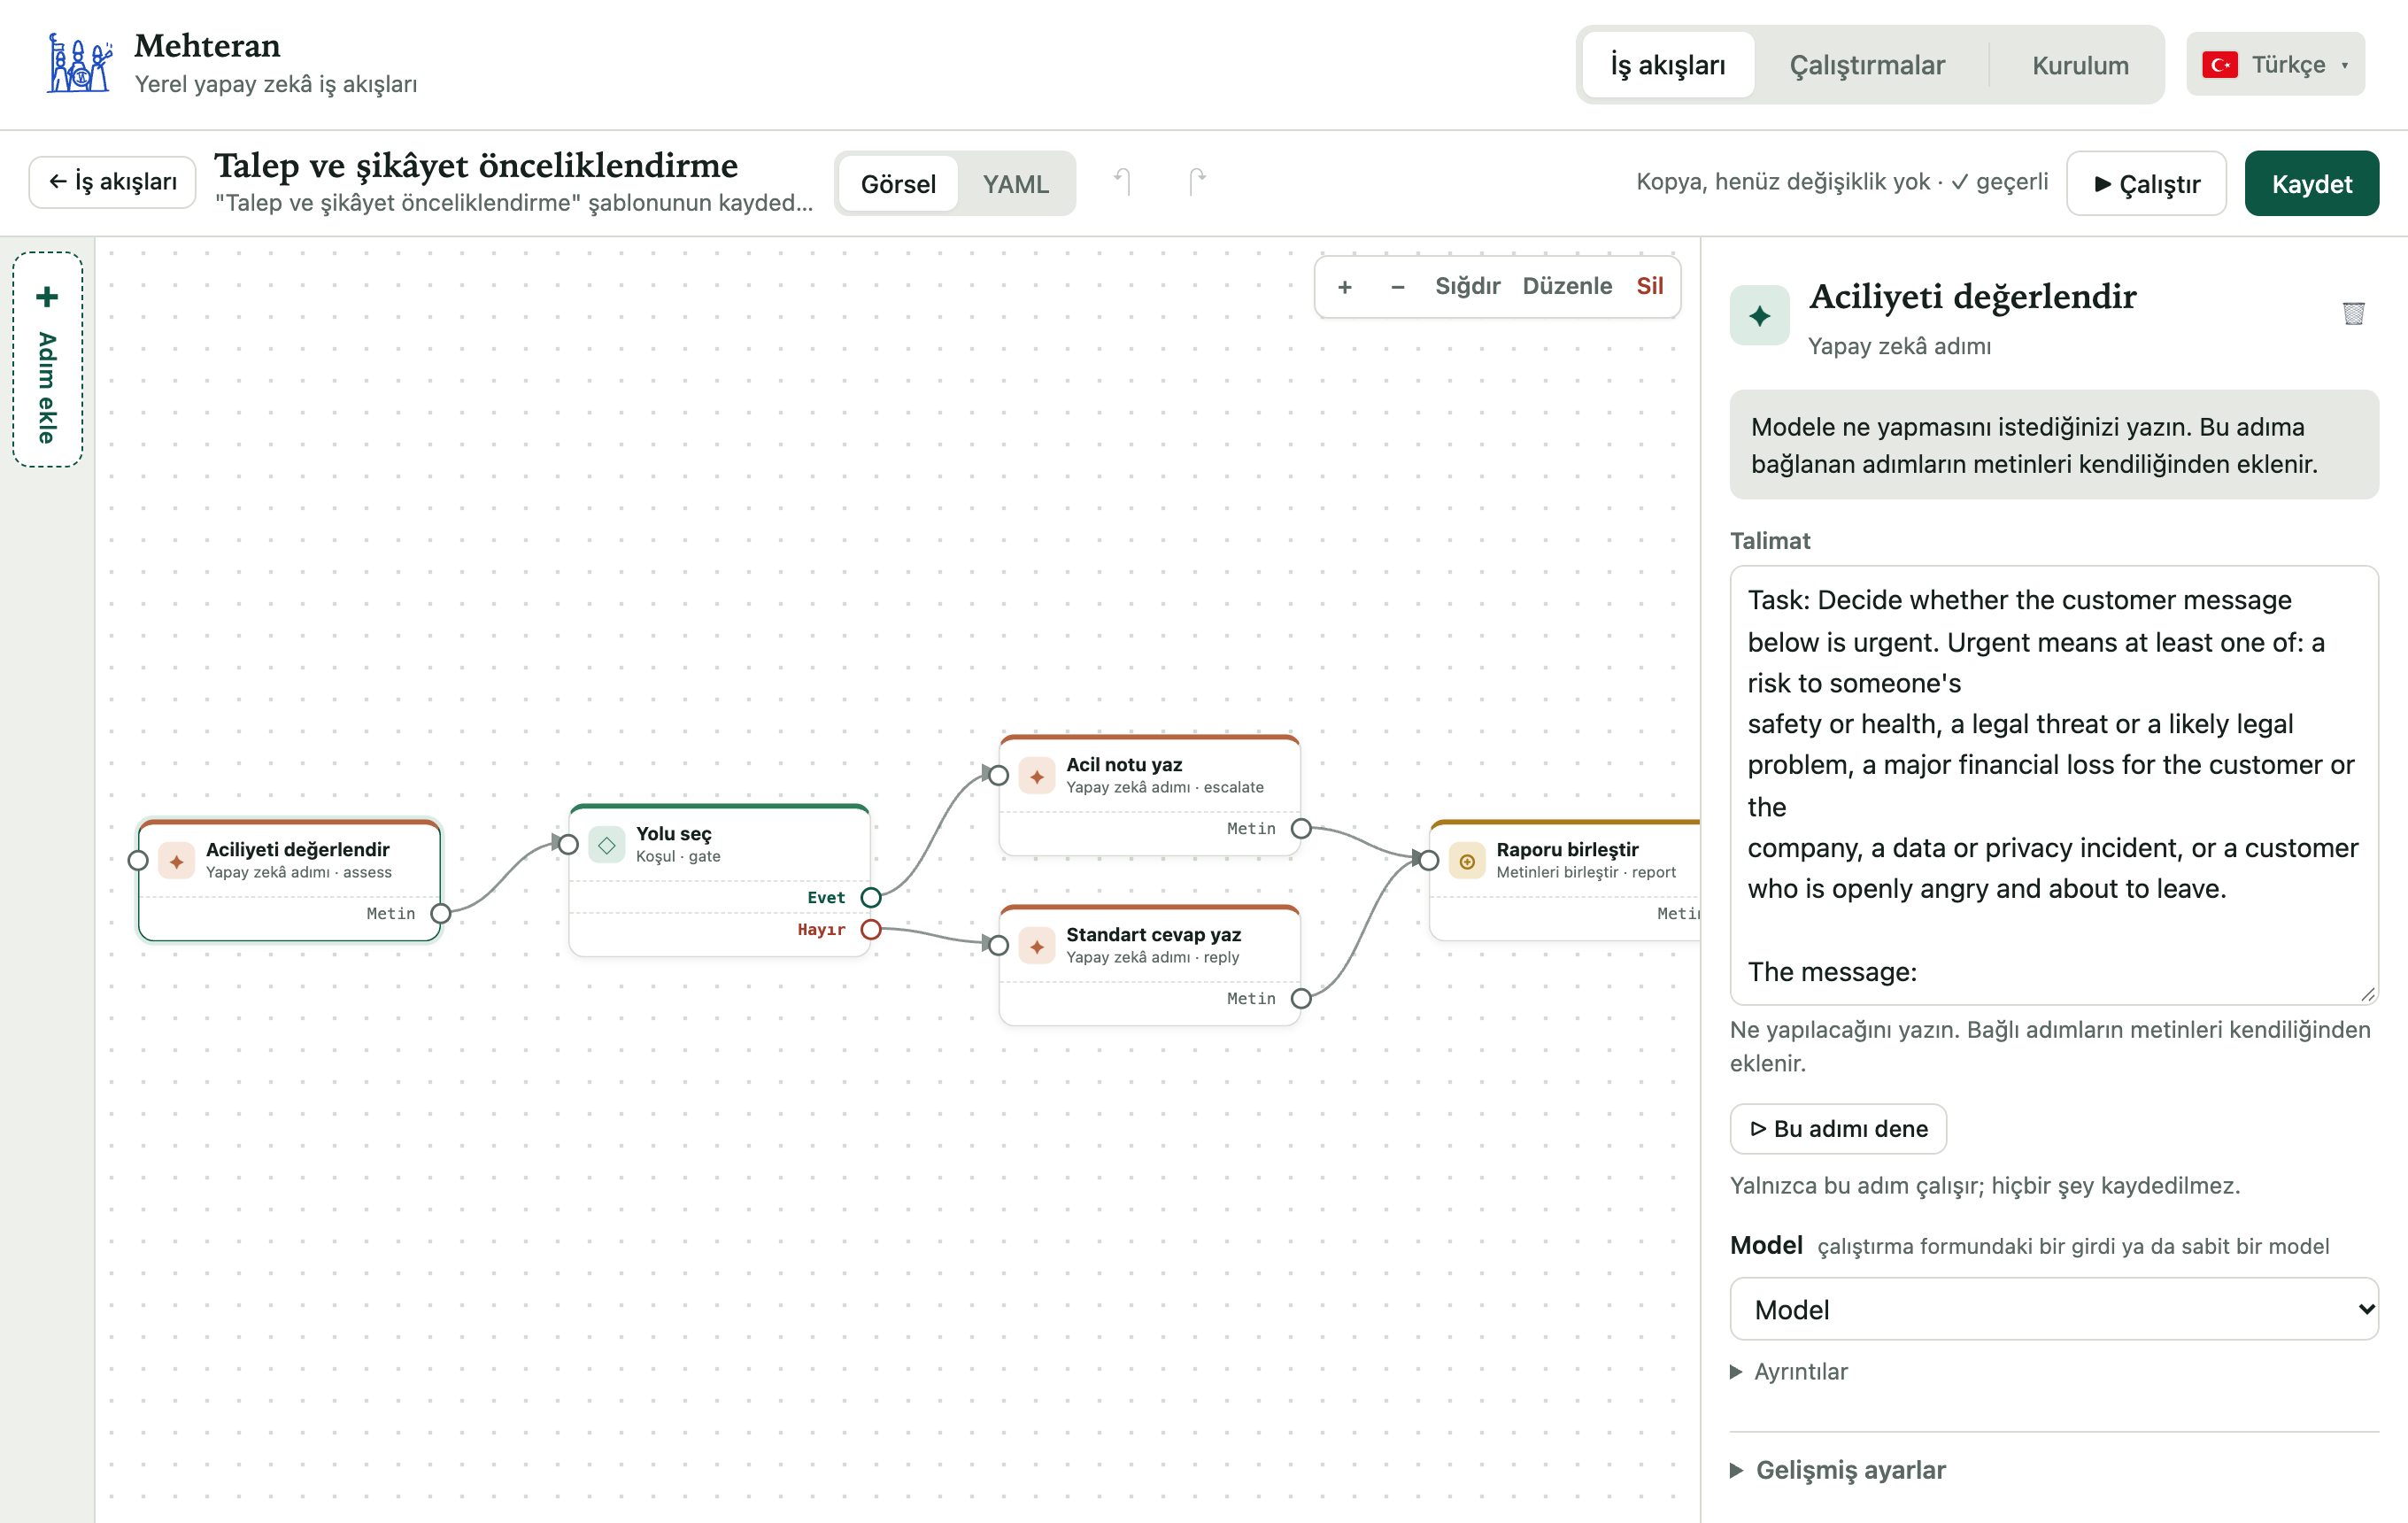 Mehteran
Yerel yapay zekâ iş akışları
İş akışları
Çalıştırmalar
Kurulum
Türkçe
← İş akışları
Talep ve şikâyet önceliklendirme
"Talep ve şikâyet önceliklendirme" şablonunun kayded...
Görsel
YAML
Kopya, henüz değişiklik yok · ✓ geçerli
▶ Çalıştır
Kaydet
+ Adım ekle
+
−
Sığdır
Düzenle
Sil
Aciliyeti değerlendir
Yapay zekâ adımı · assess
Metin
Yolu seç
Koşul · gate
Evet
Hayır
Acil notu yaz
Yapay zekâ adımı · escalate
Metin
Standart cevap yaz
Yapay zekâ adımı · reply
Metin
Raporu birleştir
Metinleri birleştir · report
Metin
Aciliyeti değerlendir
Yapay zekâ adımı
Modele ne yapmasını istediğinizi yazın. Bu adıma
bağlanan adımların metinleri kendiliğinden eklenir.
Talimat
Task: Decide whether the customer message
below is urgent. Urgent means at least one of: a
risk to someone's
safety or health, a legal threat or a likely legal
problem, a major financial loss for the customer or
the
company, a data or privacy incident, or a customer
who is openly angry and about to leave.
The message:
Ne yapılacağını yazın. Bağlı adımların metinleri kendiliğinden
eklenir.
▷ Bu adımı dene
Yalnızca bu adım çalışır; hiçbir şey kaydedilmez.
Model çalıştırma formundaki bir girdi ya da sabit bir model
Model
▶ Ayrıntılar
▶ Gelişmiş ayarlar